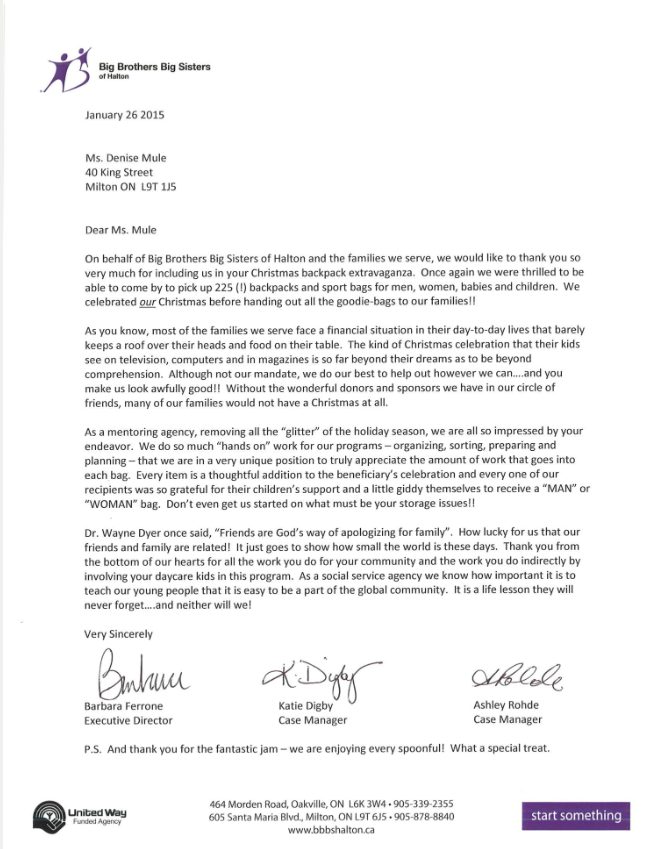 Big Brothers Big Sisters
of Halton
January 26 2015
Ms. Denise Mule
40 King Street
Milton ON  L9T 1J5
Dear Ms. Mule
On behalf of Big Brothers Big Sisters of Halton and the families we serve, we would like to thank you so
very much for including us in your Christmas backpack extravaganza.  Once again we were thrilled to be
able to come by to pick up 225 (!) backpacks and sport bags for men, women, babies and children.  We
celebrated our Christmas before handing out all the goodie-bags to our families!!
As you know, most of the families we serve face a financial situation in their day-to-day lives that barely
keeps a roof over their heads and food on their table.  The kind of Christmas celebration that their kids
see on television, computers and in magazines is so far beyond their dreams as to be beyond
comprehension.  Although not our mandate, we do our best to help out however we can....and you
make us look awfully good!!  Without the wonderful donors and sponsors we have in our circle of
friends, many of our families would not have a Christmas at all.
As a mentoring agency, removing all the “glitter” of the holiday season, we are all so impressed by your
endeavor.  We do so much “hands on” work for our programs – organizing, sorting, preparing and
planning – that we are in a very unique position to truly appreciate the amount of work that goes into
each bag.  Every item is a thoughtful addition to the beneficiary’s celebration and every one of our
recipients was so grateful for their children’s support and a little giddy themselves to receive a “MAN” or
“WOMAN” bag.  Don’t even get us started on what must be your storage issues!!
Dr. Wayne Dyer once said, “Friends are God’s way of apologizing for family”.  How lucky for us that our
friends and family are related!  It just goes to show how small the world is these days.  Thank you from
the bottom of our hearts for all the work you do for your community and the work you do indirectly by
involving your daycare kids in this program.  As a social service agency we know how important it is to
teach our young people that it is easy to be a part of the global community.  It is a life lesson they will
never forget....and neither will we!
Very Sincerely
Barbara K. Digby ARohde
Barbara Ferrone Katie Digby Ashley Rohde
Executive Director Case Manager Case Manager
P.S.  And thank you for the fantastic jam – we are enjoying every spoonful!  What a special treat.
United Way
Funded Agency
464 Morden Road, Oakville, ON  L6K 3W4 • 905-339-2355
605 Santa Maria Blvd., Milton, ON L9T 6J5 • 905-878-8840
www.bbbshalton.ca
start something